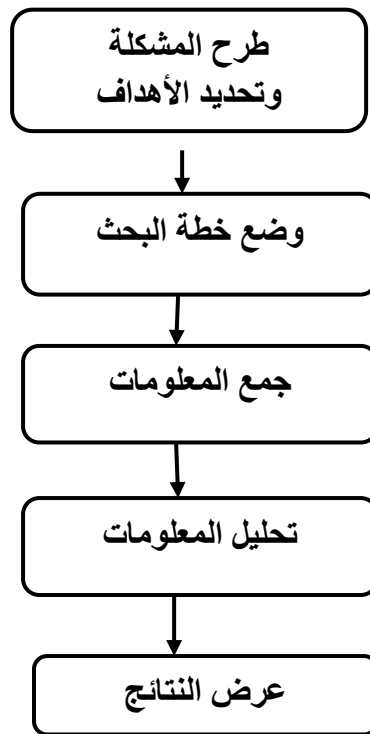 طرح المشكلة
وتحديد الأهداف
وضع خطة البحث
جمع المعلومات
تحليل المعلومات
عرض النتائج